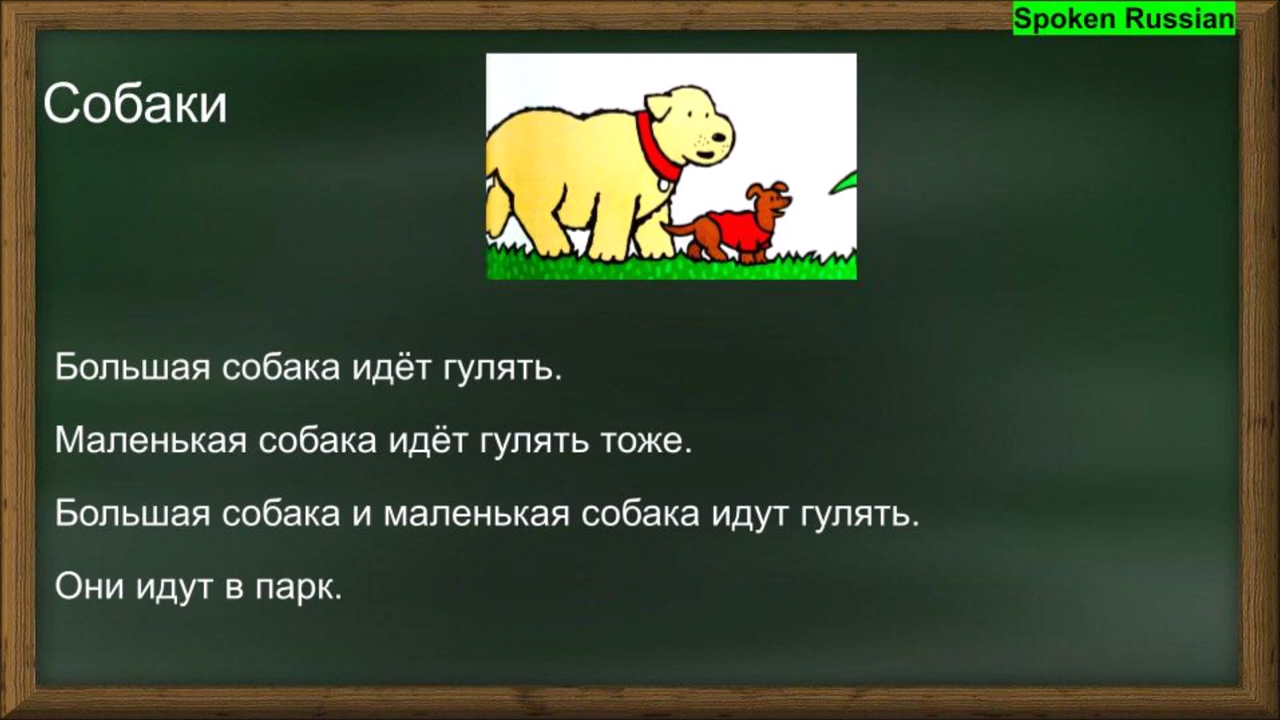 Spoken Russian
Собаки
Большая собака идёт гулять.
Маленькая собака идёт гулять тоже.
Большая собака и маленькая собака идут гулять.
Они идут в парк.